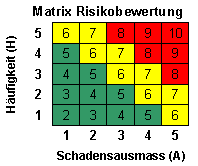 Matrix Risikobewertung
Häufigkeit (H)
5 6 7 8 9 10
4 5 6 7 8 9
3 4 5 6 7 8
2 3 4 5 6 7
1 2 3 4 5 6
1 2 3 4 5
Schadensausmass (A)